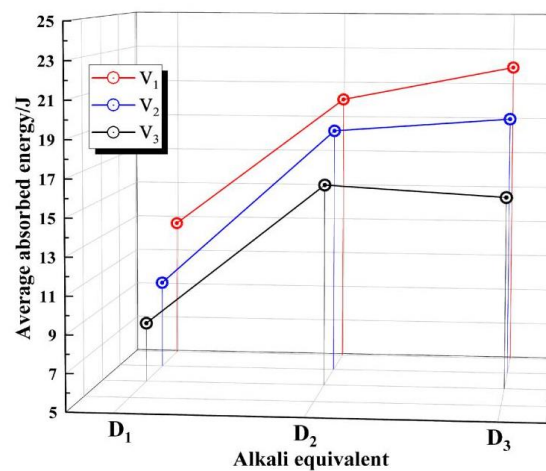 25
23
21
19
17
15
13
11
9
7
5
Average absorbed energy/J
V₁
V₂
V₃
D₁
D₂
D₃
Alkali equivalent